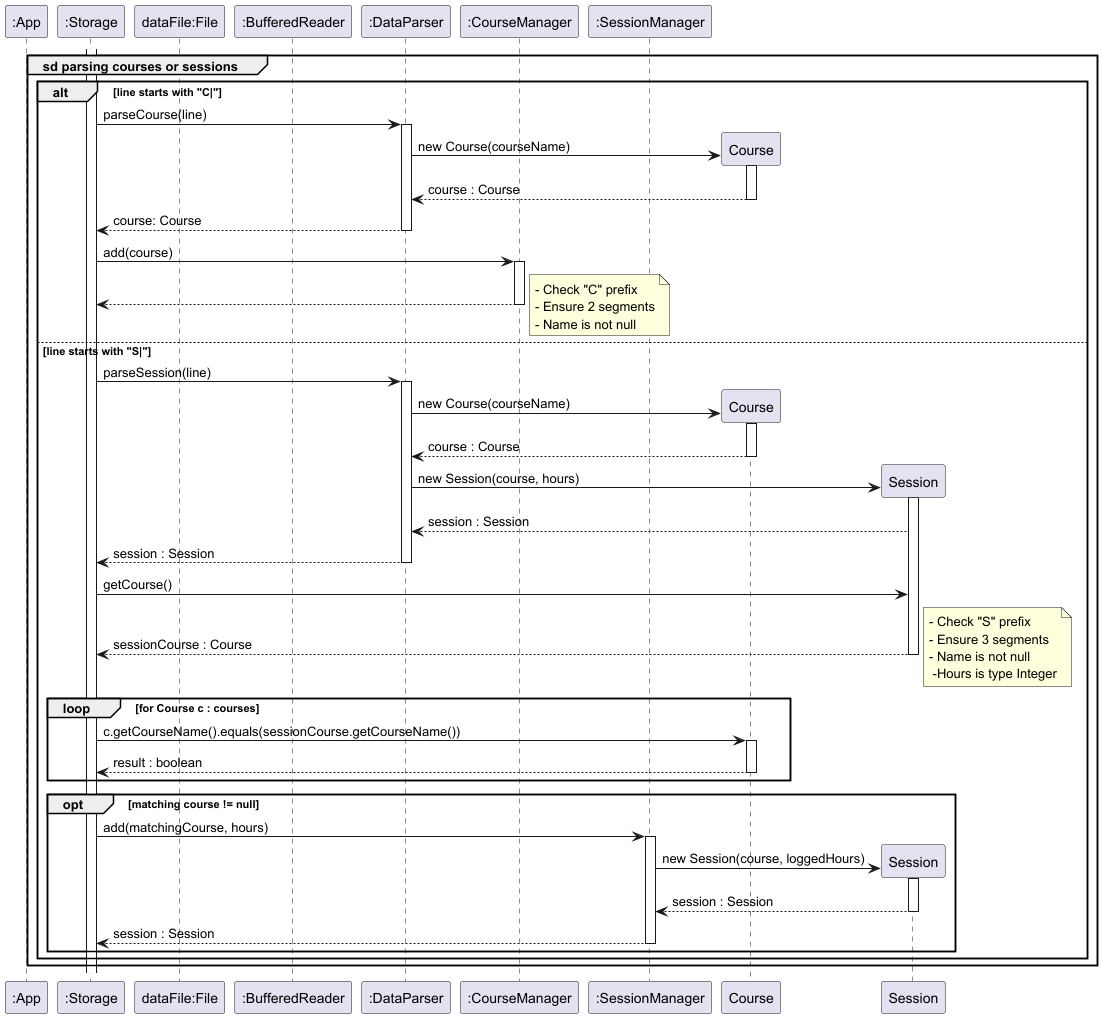 :App
:Storage
dataFile:File
:BufferedReader
:DataParser
:CourseManager
:SessionManager
sd parsing courses or sessions
alt
[line starts with "C|"]
parseCourse(line)
new Course(courseName)
Course
course : Course
course: Course
add(course)
- Check "C" prefix
- Ensure 2 segments
- Name is not null
[line starts with "S|"]
parseSession(line)
new Course(courseName)
Course
course : Course
new Session(course, hours)
Session
session : Session
session : Session
getCourse()
- Check "S" prefix
- Ensure 3 segments
- Name is not null
-Hours is type Integer
sessionCourse : Course
loop
[for Course c : courses]
c.getCourseName().equals(sessionCourse.getCourseName())
result : boolean
opt
[matching course != null]
add(matchingCourse, hours)
new Session(course, loggedHours)
Session
session : Session
session : Session
:App
:Storage
dataFile:File
:BufferedReader
:DataParser
:CourseManager
:SessionManager
Course
Session